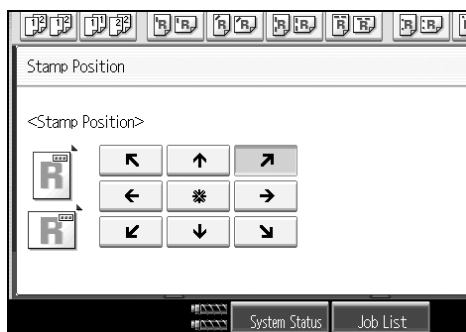 Stamp Position
<Stamp Position>
R
R
System Status Job List